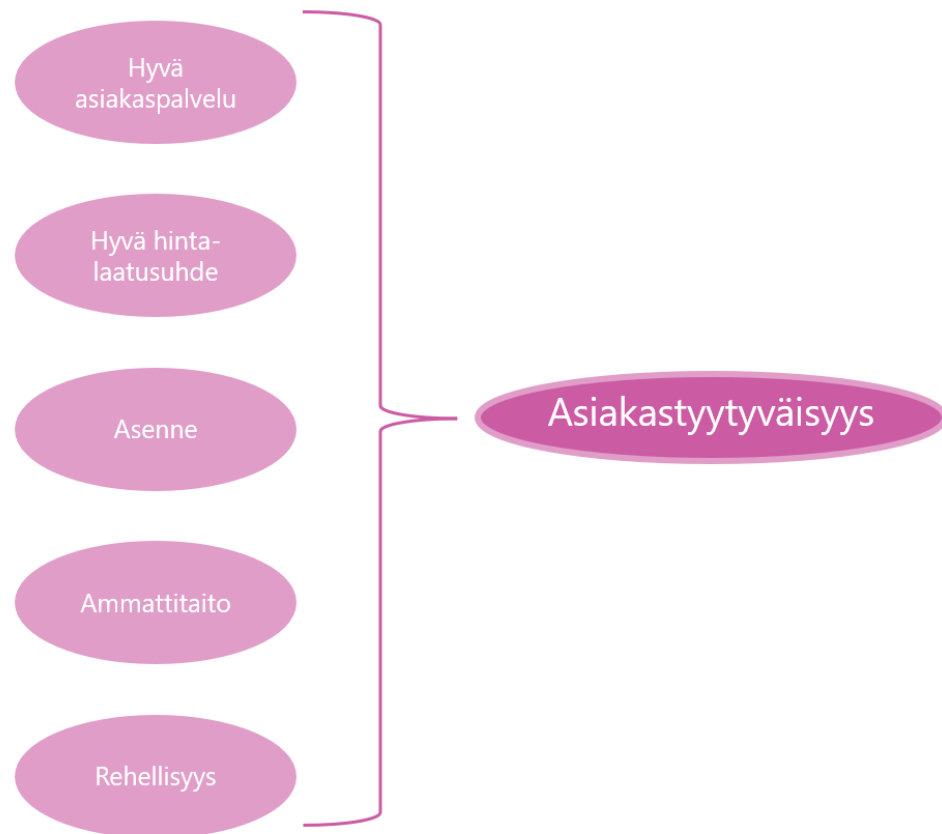 Hyvä
asiakaspalvelu
Hyvä hinta-
laatusuhde
Asenne
Ammattitaito
Rehellisyys
Asiakastyytyväisyys